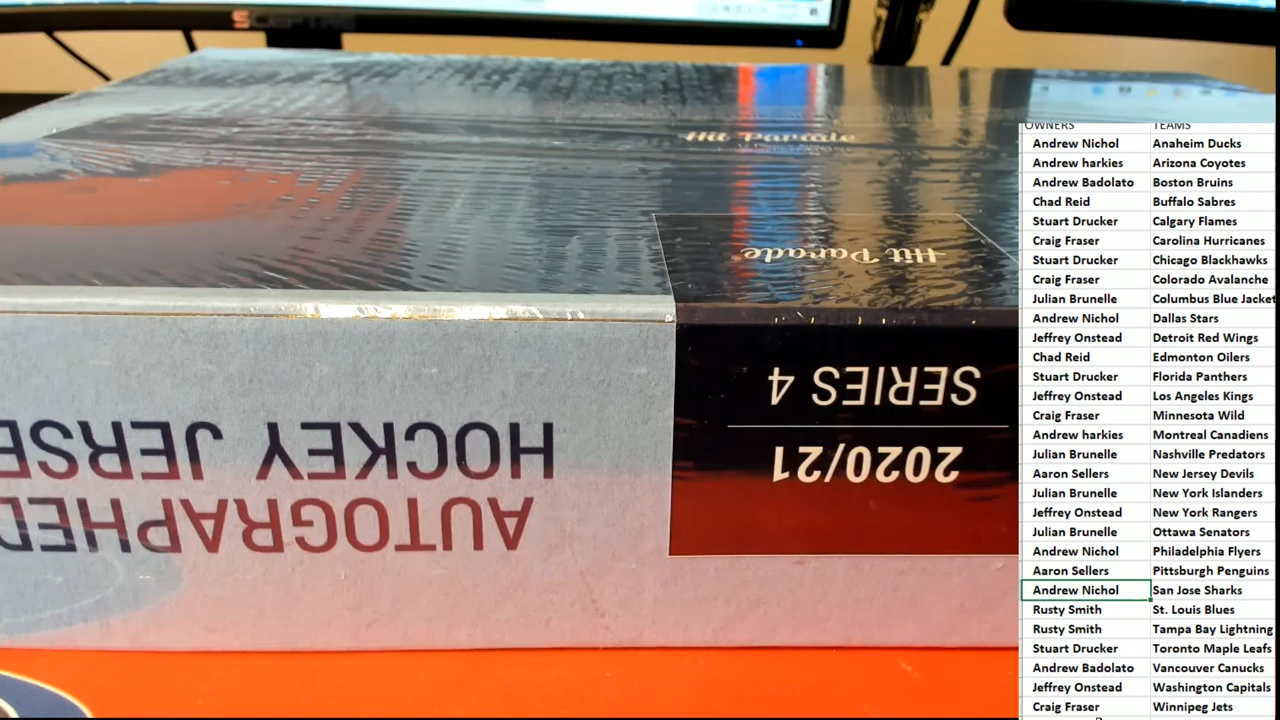 SCEPTRE
Hit Parade
Hit Parade
SERIES 4
2020/21
HOCKEY JERSE
AUTOGRAPHED
OWNERS TEAMS
Andrew Nichol Anaheim Ducks
Andrew harkies Arizona Coyotes
Andrew Badolato Boston Bruins
Chad Reid Buffalo Sabres
Stuart Drucker Calgary Flames
Craig Fraser Carolina Hurricanes
Stuart Drucker Chicago Blackhawks
Craig Fraser Colorado Avalanche
Julian Brunelle Columbus Blue Jacket
Andrew Nichol Dallas Stars
Jeffrey Onstead Detroit Red Wings
Chad Reid Edmonton Oilers
Stuart Drucker Florida Panthers
Jeffrey Onstead Los Angeles Kings
Craig Fraser Minnesota Wild
Andrew harkies Montreal Canadiens
Julian Brunelle Nashville Predators
Aaron Sellers New Jersey Devils
Julian Brunelle New York Islanders
Jeffrey Onstead New York Rangers
Julian Brunelle Ottawa Senators
Andrew Nichol Philadelphia Flyers
Aaron Sellers Pittsburgh Penguins
Andrew Nichol San Jose Sharks
Rusty Smith St. Louis Blues
Rusty Smith Tampa Bay Lightning
Stuart Drucker Toronto Maple Leafs
Andrew Badolato Vancouver Canucks
Jeffrey Onstead Washington Capitals
Craig Fraser Winnipeg Jets